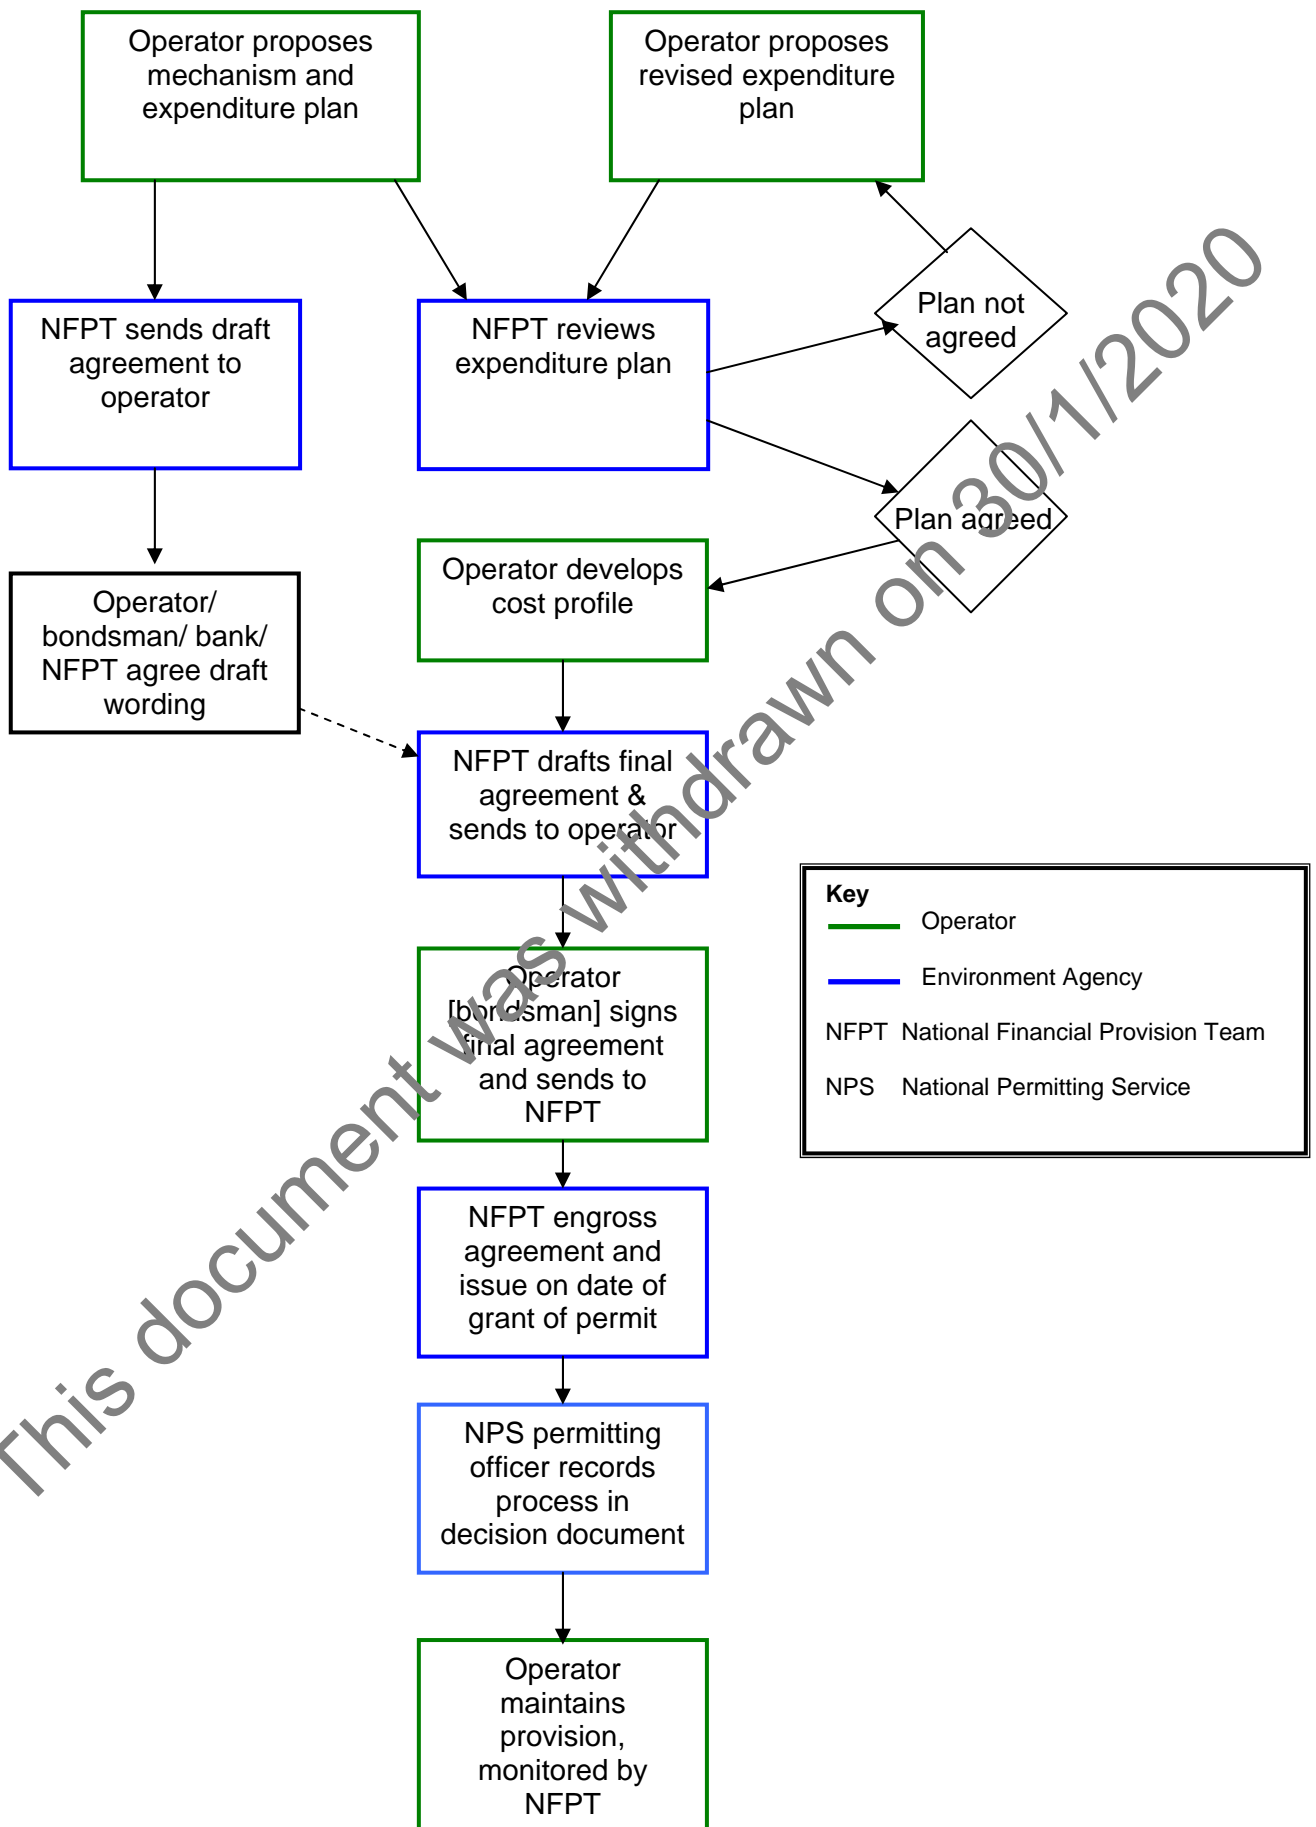 Operator proposes
mechanism and
expenditure plan
Operator proposes
revised expenditure
plan
NFPT sends draft
agreement to
operator
NFPT reviews
expenditure plan
Plan not
agreed
Plan agreed
Operator develops
cost profile
Operator/
bondsman/ bank/
NFPT agree draft
wording
NFPT drafts final
agreement &
sends to operator
Operator
[bondsman] signs
final agreement
and sends to
NFPT
NFPT engross
agreement and
issue on date of
grant of permit
NPS permitting
officer records
process in
decision document
Operator
maintains
provision,
monitored by
NFPT
Key
Operator
Environment Agency
NFPT National Financial Provision Team
NPS National Permitting Service
This document was withdrawn on 30/1/2020